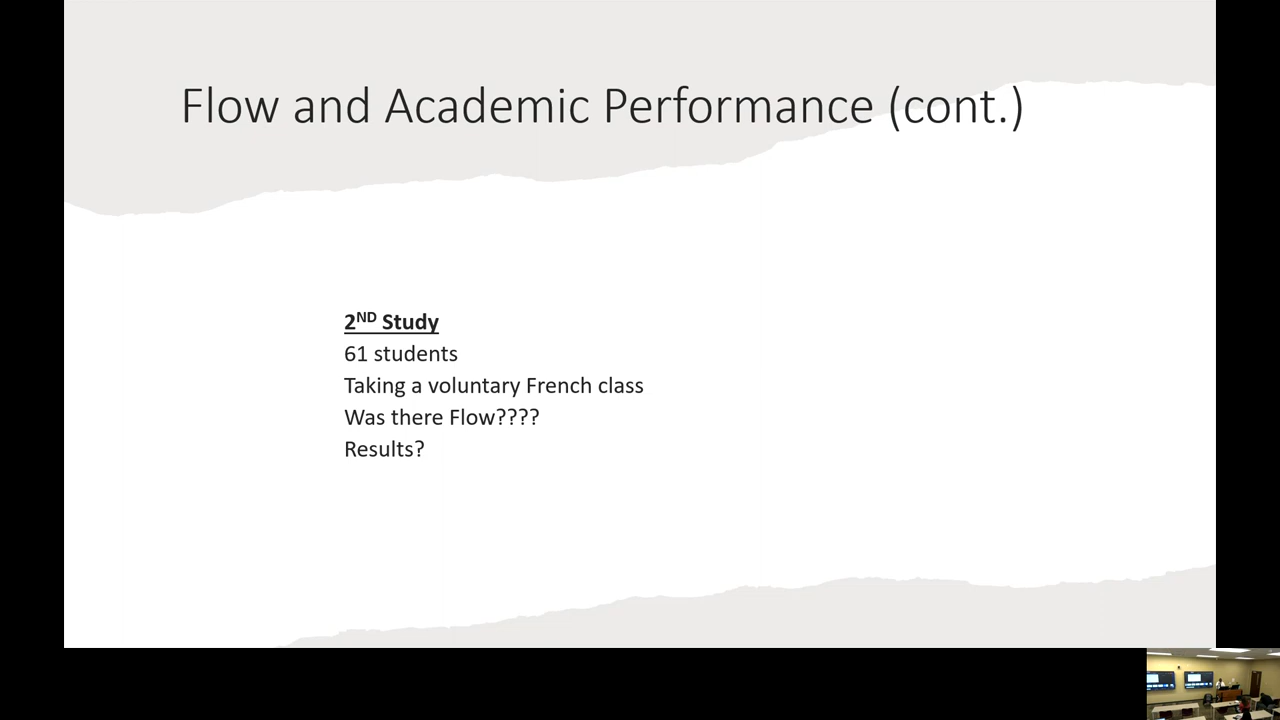 Flow and Academic Performance (cont.)
2ND Study
61 students
Taking a voluntary French class
Was there Flow????
Results?